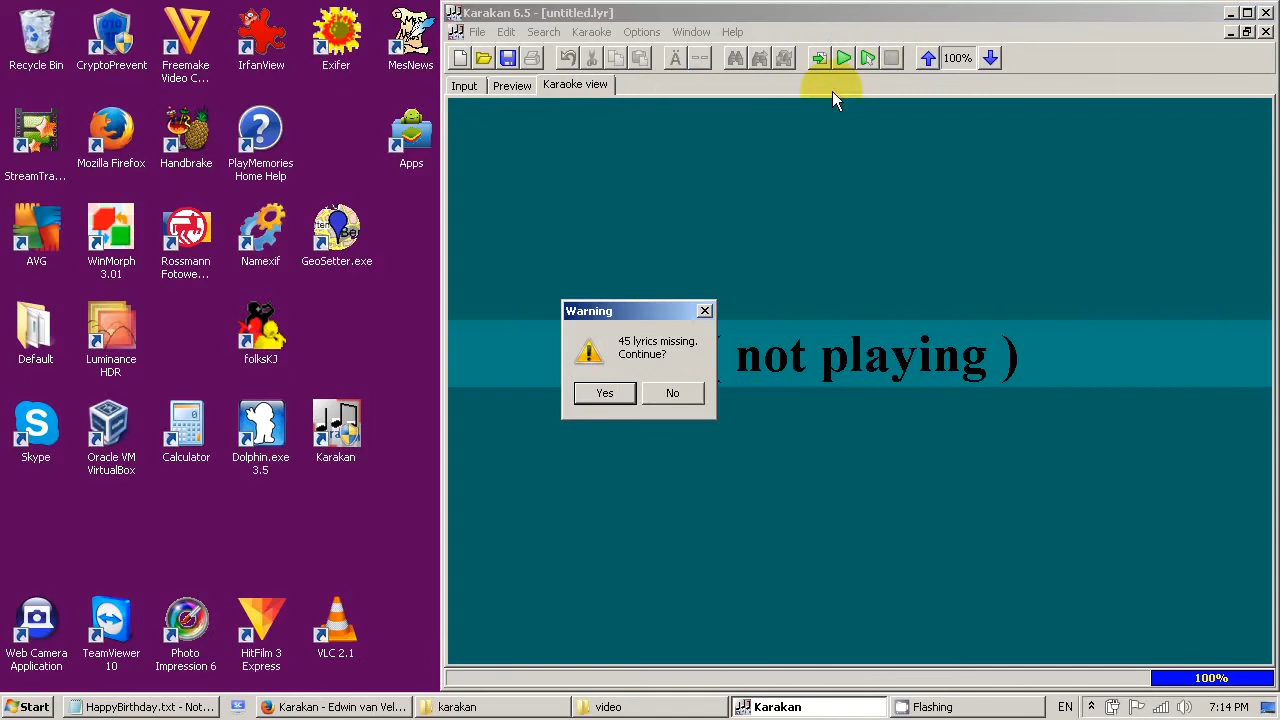 Recycle Bin
CryptoPrevent
Freemake
Video C...
IrfanView
Exifer
MesNews
StreamTra...
Mozilla Firefox
Handbrake
PlayMemories
Home Help
Apps
AVG
WinMorph
3.01
Rossmann
Fotowe...
Namexif
GeoSetter.exe
Default
Luminance
HDR
folksKJ
Skype
Oracle VM
VirtualBox
Calculator
Dolphin.exe
3.5
Karakan
Web Camera
Application
TeamViewer
10
Photo
Impression 6
HitFilm 3
Express
VLC 2.1
Karakan 6.5 - [untitled.lyr]
File Edit Search Karaoke Options Window Help
Ä -- 100%
Input Preview Karaoke view
Warning
45 lyrics missing.
Continue?
Yes No
( not playing )
100%
Start HappyBirthday.txt - Not... Karakan - Edwin van Vel... karakan video Karakan Flashing EN 7:14 PM